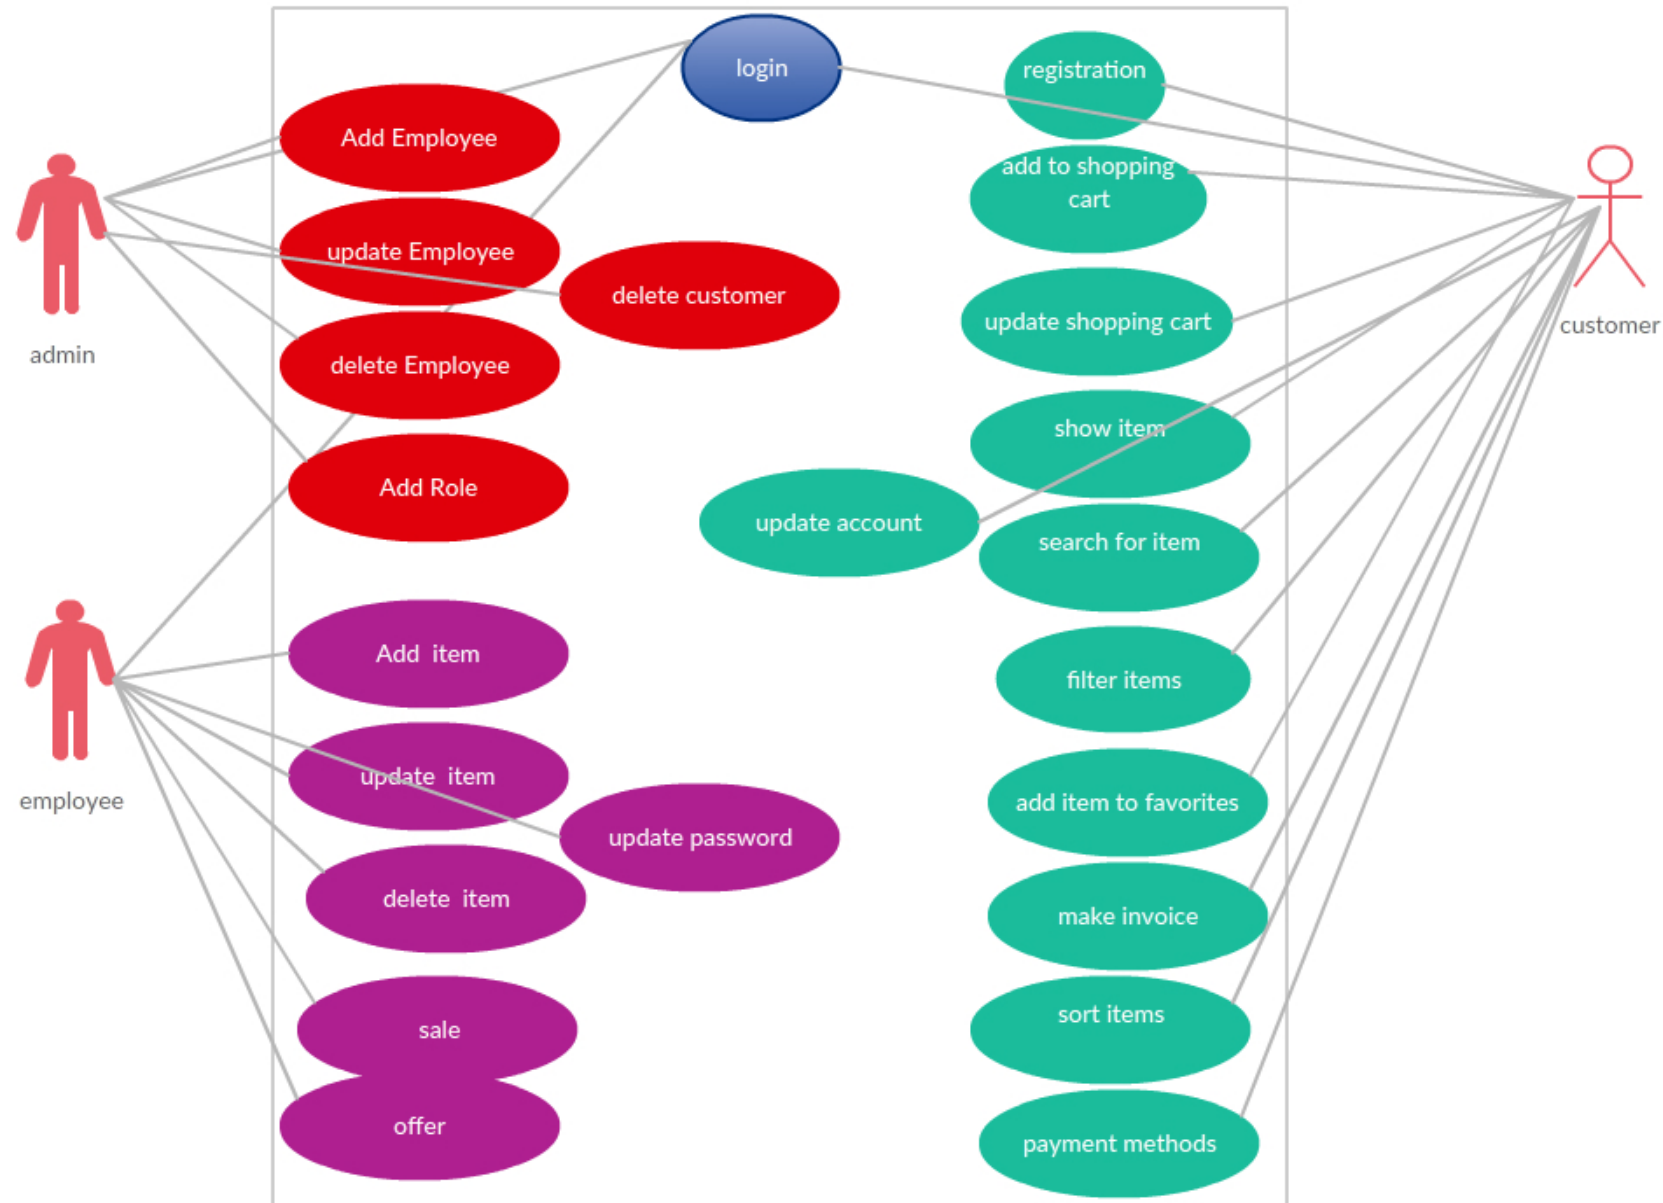 login
registration
Add Employee
add to shopping
cart
update Employee
delete customer
update shopping cart
admin
customer
delete Employee
show item
Add Role
update account
search for item
Add  item
filter items
update  item
employee
add item to favorites
update password
delete  item
make invoice
sale
sort items
offer
payment methods